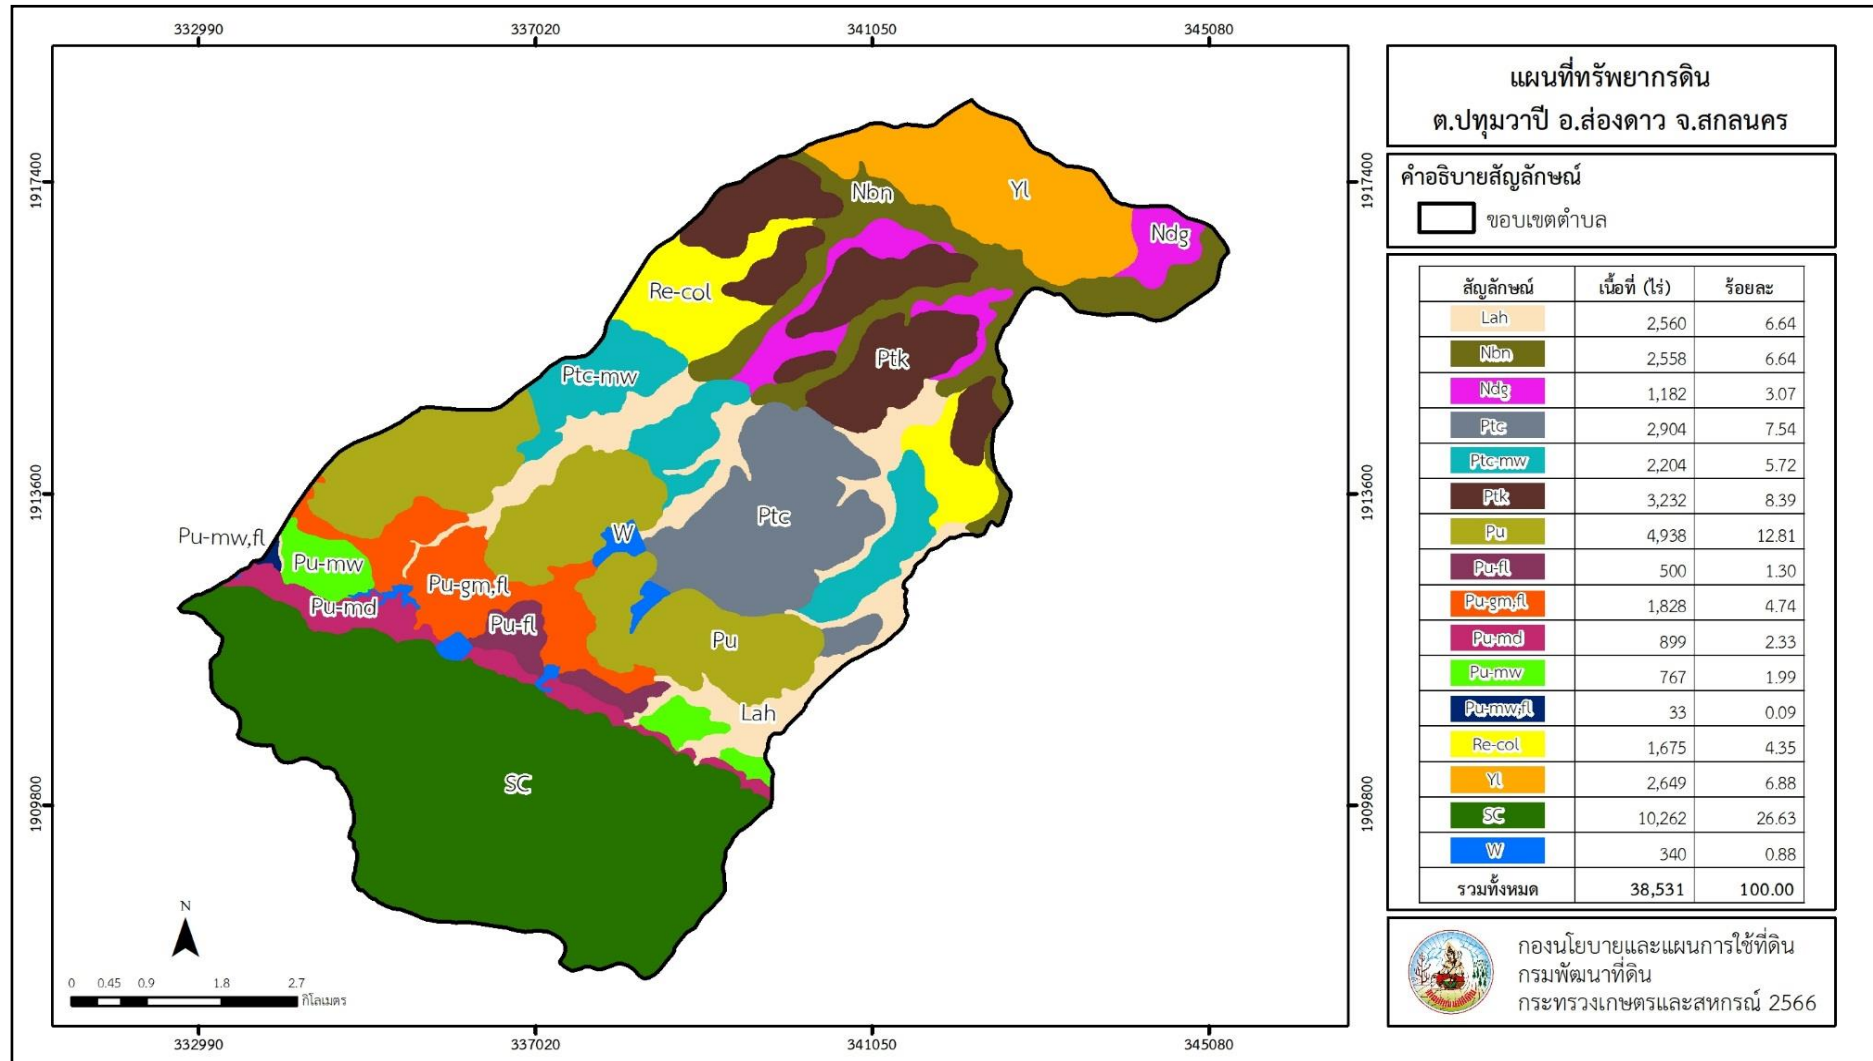 332990 337020 341050 345080
1917400 1917400
1913600 1913600
1909800 1909800
Yl
Nbn
Ndg
Re-col
Ptk
Ptc-mw
Ptc
W
Pu-mw,fl
Pu-mw
Pu-gm,fl
Pu-md
Pu-fl
Pu
Lah
SC
N
0 0.45 0.9 1.8 2.7
กิโลเมตร
332990 337020 341050 345080
แผนที่ทรัพยากรดิน
ต.ปทุมวาปี อ.ส่องดาว จ.สกลนคร
คำอธิบายสัญลักษณ์
ขอบเขตตำบล
สัญลักษณ์ เนื้อที่ (ไร่) ร้อยละ
Lah 2,560 6.64
Nbn 2,558 6.64
Ndg 1,182 3.07
Ptc 2,904 7.54
Ptc-mw 2,204 5.72
Ptk 3,232 8.39
Pu 4,938 12.81
Pu-fl 500 1.30
Pu-gm,fl 1,828 4.74
Pu-md 899 2.33
Pu-mw 767 1.99
Pu-mw,fl 33 0.09
Re-col 1,675 4.35
Yl 2,649 6.88
SC 10,262 26.63
W 340 0.88
รวมทั้งหมด 38,531 100.00
กองนโยบายและแผนการใช้ที่ดิน
กรมพัฒนาที่ดิน
กระทรวงเกษตรและสหกรณ์ 2566